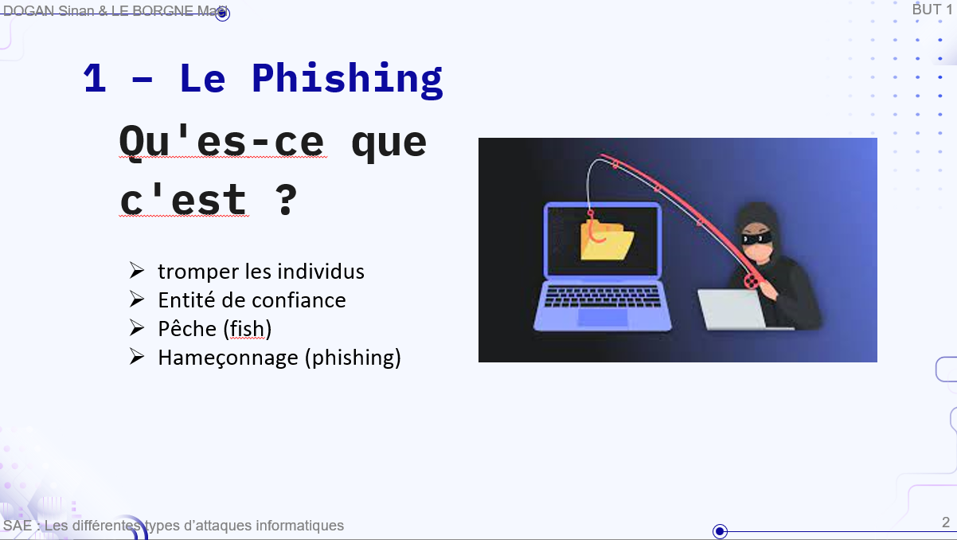 DOGAN Sinan & LE BORGNE
BUT 1
1 – Le Phishing
Qu'es-ce que
c'est ?
➢ tromper les individus
➢ Entité de confiance
➢ Pêche (fish)
➢ Hameçonnage (phishing)
SAE : Les différentes types d'attaques informatiques
2